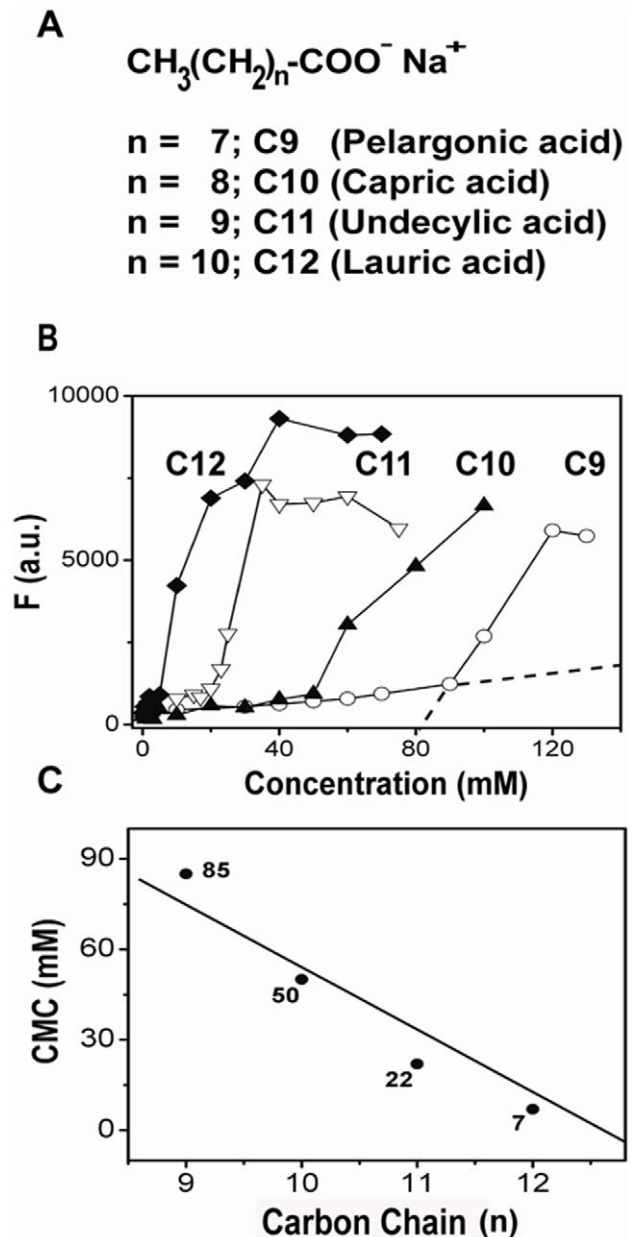 A
CH3(CH2)n-COO⁻ Na⁺
n = 7; C9 (Pelargonic acid)
n = 8; C10 (Capric acid)
n = 9; C11 (Undecylic acid)
n = 10; C12 (Lauric acid)
B
10000
5000
0
F (a.u.)
C12 C11 C10 C9
0 40 80 120
Concentration (mM)
C
90
60
30
0
CMC (mM)
85
50
22
7
9 10 11 12
Carbon Chain (n)